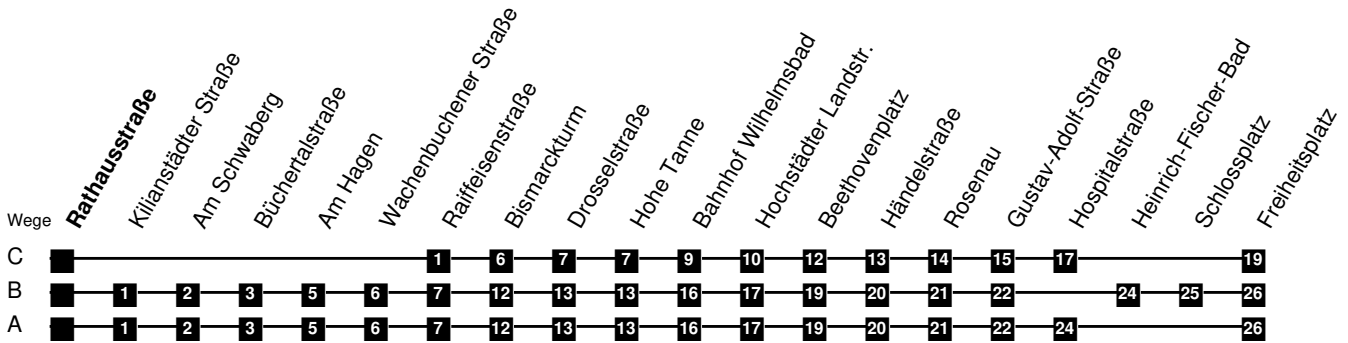 Rathausstraße
Kilianstädter Straße
Am Schwaberg
Büchertalstraße
Am Hagen
Wachenbuchener Straße
Raiffeisenstraße
Bismarckturm
Drosselstraße
Hohe Tanne
Bahnhof Wilhelmsbad
Hochstädter Landstr.
Beethovenplatz
Händelstraße
Rosenau
Gustav-Adolf-Straße
Hospitalstraße
Heinrich-Fischer-Bad
Schlossplatz
Freiheitsplatz
Wege
C 1 6 7 7 9 10 12 13 14 15 17 19
B 1 2 3 5 6 7 12 13 13 16 17 19 20 21 22 24 25 26
A 1 2 3 5 6 7 12 13 13 16 17 19 20 21 22 24 26